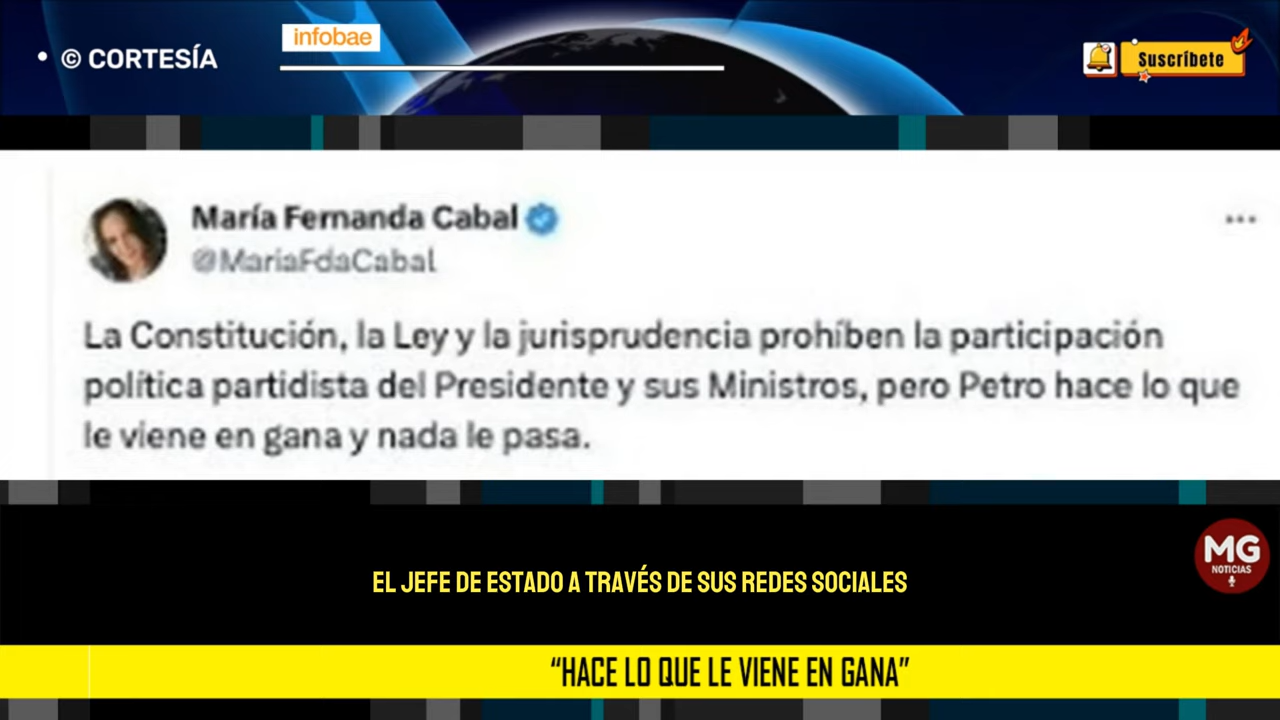 © CORTESÍA
infobae
Suscríbete
María Fernanda Cabal
@MariaFdaCabal
La Constitución, la Ley y la jurisprudencia prohíben la participación
política partidista del Presidente y sus Ministros, pero Petro hace lo que
le viene en gana y nada le pasa.
MG
NOTICIAS
EL JEFE DE ESTADO A TRAVÉS DE SUS REDES SOCIALES
“HACE LO QUE LE VIENE EN GANA”